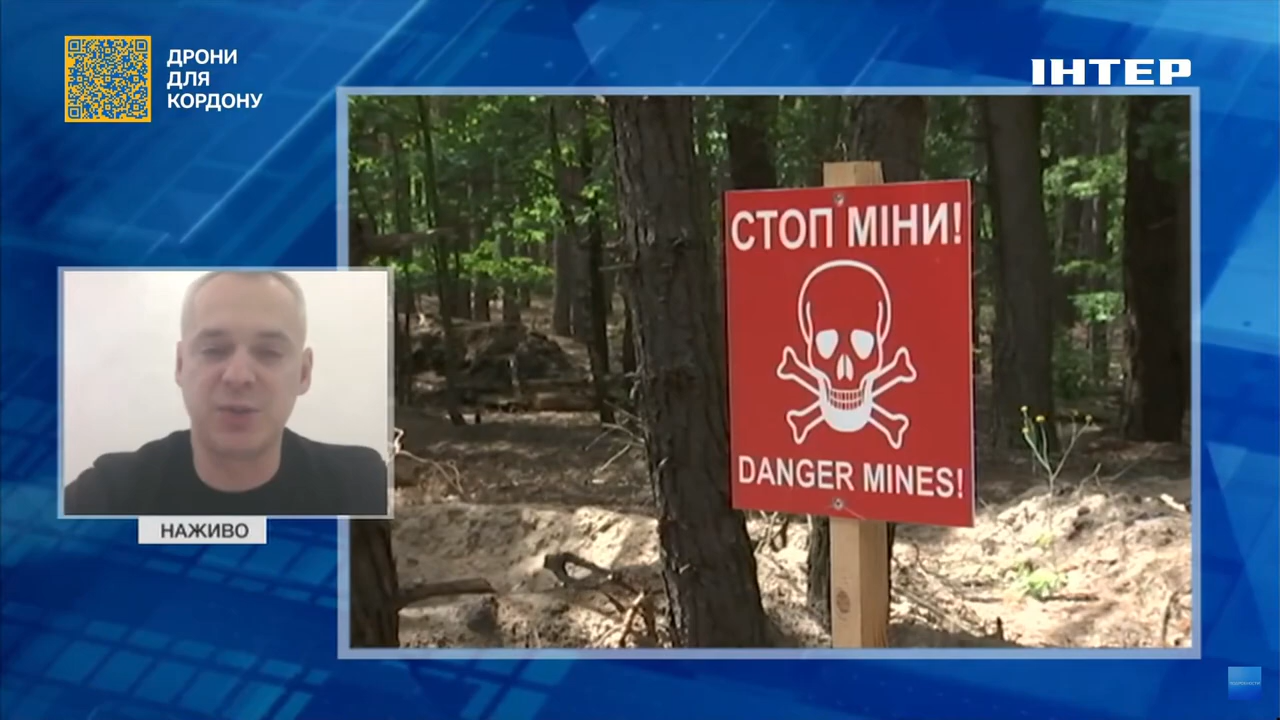 ДРОНИ
ДЛЯ
КОРДОНУ
ІНТЕР
СТОП МІНИ!
DANGER MINES!
НАЖИВО